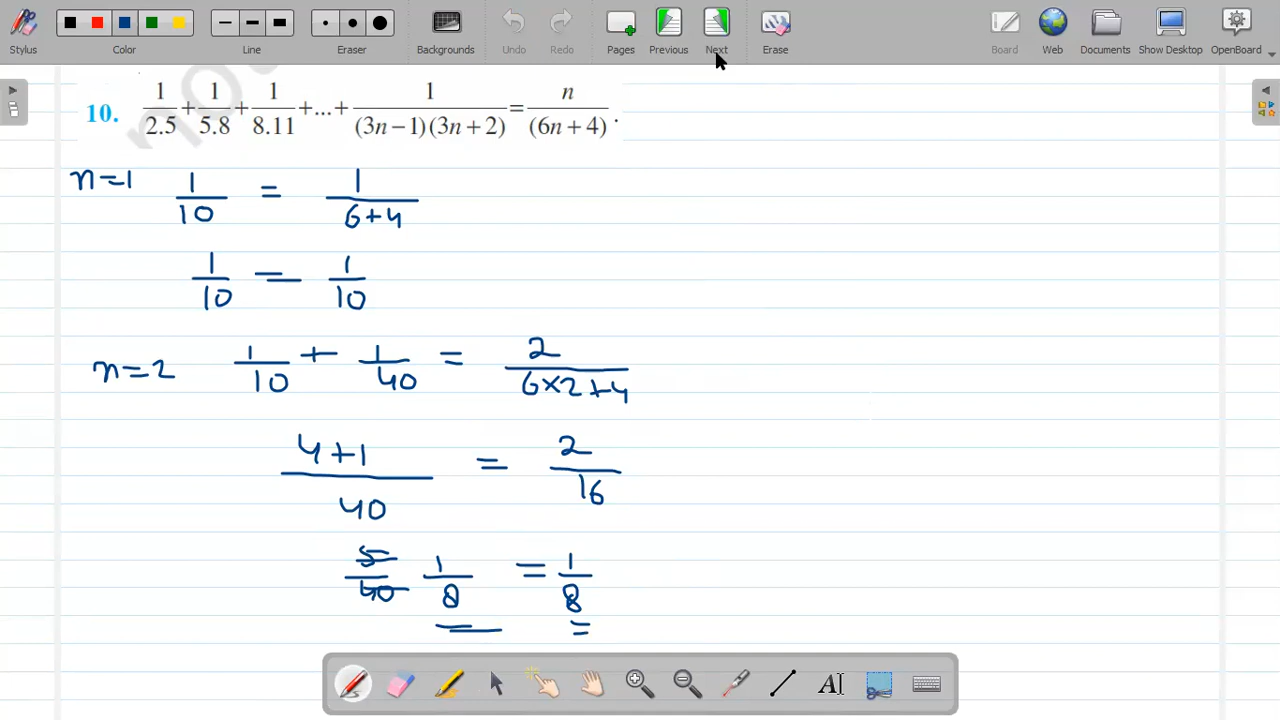 Stylus Color Line Eraser Backgrounds Undo Redo Pages Previous Next Erase Board Web Documents Show Desktop OpenBoard
not
10. 1/2.5 + 1/5.8 + 1/8.11 + ... + 1/((3n−1)(3n+2)) = n/(6n+4) .
n=1 1/10 = 1/(6+4)
1/10 = 1/10
n=2 1/10 + 1/40 = 2/(6×2+4)
(4+1)/40 = 2/16
5/40 1/8 = 1/8